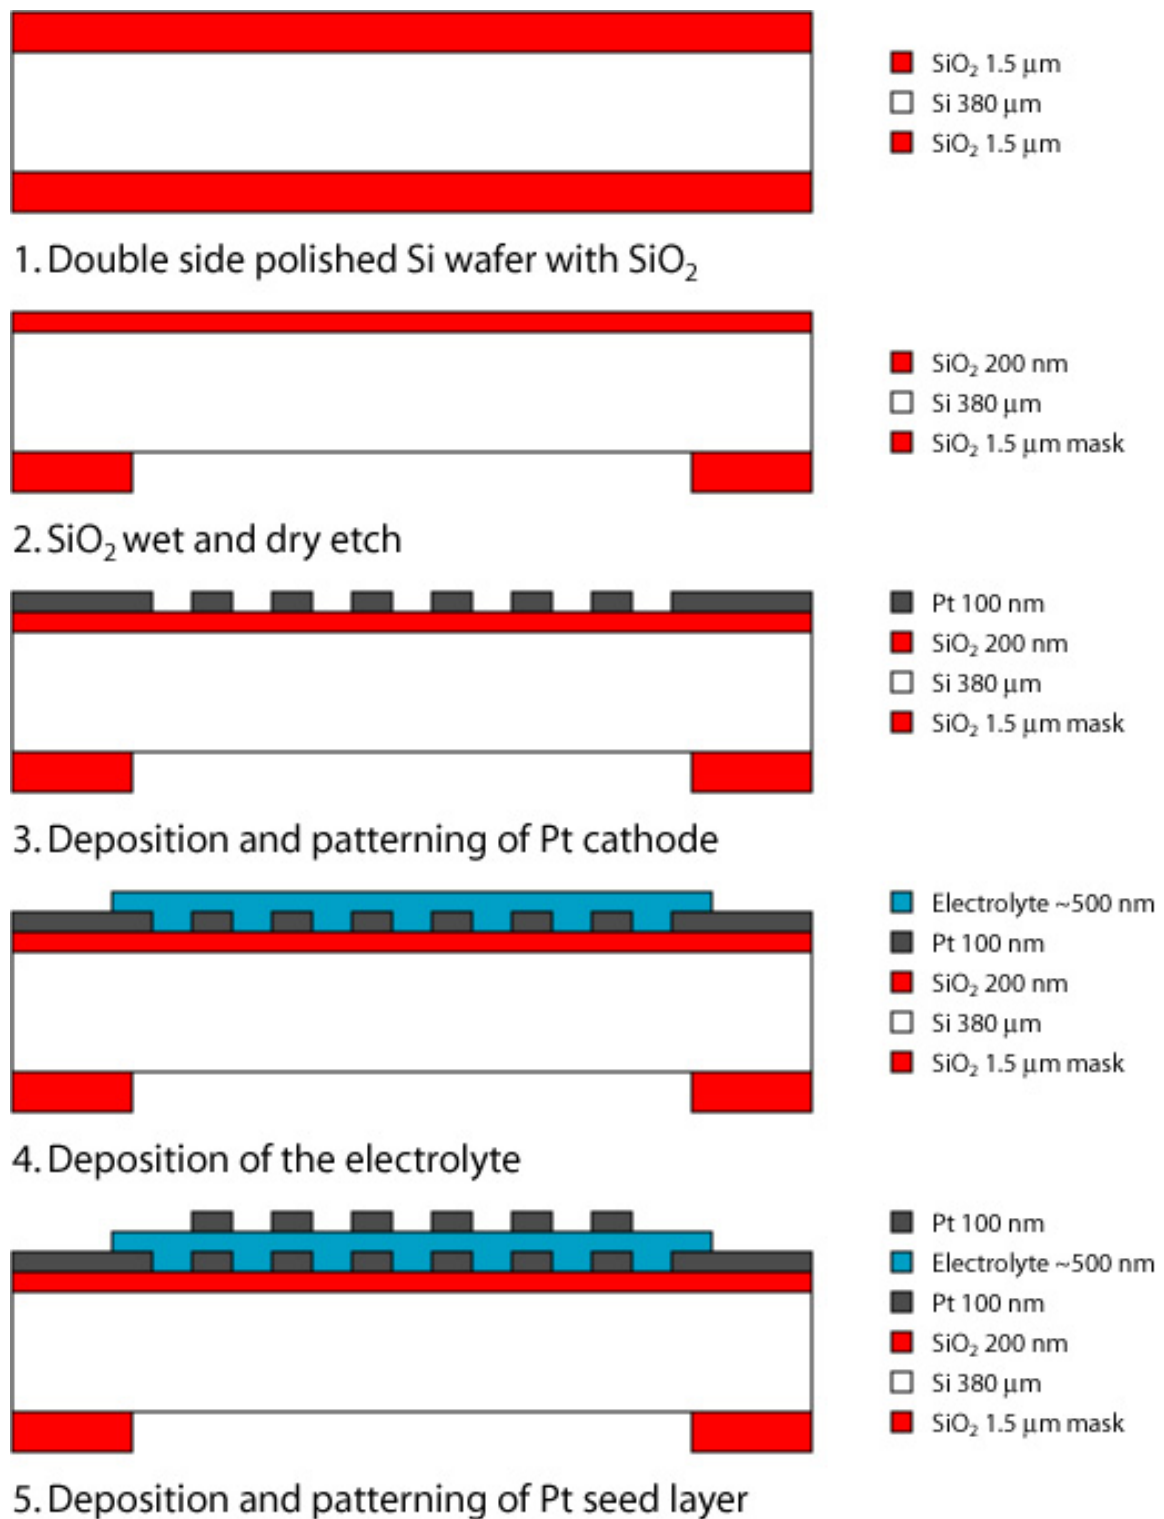 SiO₂ 1.5 μm
Si 380 μm
SiO₂ 1.5 μm
1. Double side polished Si wafer with SiO₂
SiO₂ 200 nm
Si 380 μm
SiO₂ 1.5 μm mask
2. SiO₂ wet and dry etch
Pt 100 nm
SiO₂ 200 nm
Si 380 μm
SiO₂ 1.5 μm mask
3. Deposition and patterning of Pt cathode
Electrolyte ~500 nm
Pt 100 nm
SiO₂ 200 nm
Si 380 μm
SiO₂ 1.5 μm mask
4. Deposition of the electrolyte
Pt 100 nm
Electrolyte ~500 nm
Pt 100 nm
SiO₂ 200 nm
Si 380 μm
SiO₂ 1.5 μm mask
5. Deposition and patterning of Pt seed layer